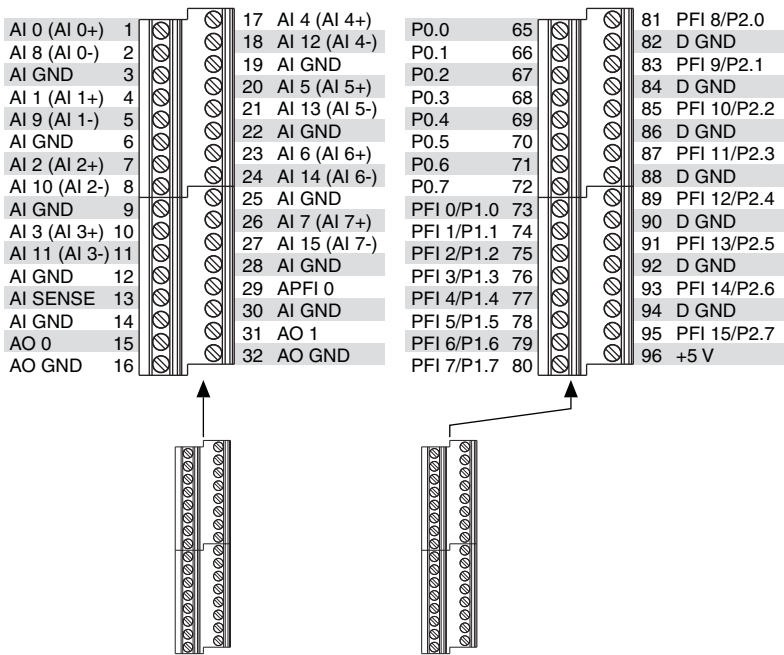 AI 0 (AI 0+) 1
AI 8 (AI 0-) 2
AI GND 3
AI 1 (AI 1+) 4
AI 9 (AI 1-) 5
AI GND 6
AI 2 (AI 2+) 7
AI 10 (AI 2-) 8
AI GND 9
AI 3 (AI 3+) 10
AI 11 (AI 3-) 11
AI GND 12
AI SENSE 13
AI GND 14
AO 0 15
AO GND 16
17 AI 4 (AI 4+)
18 AI 12 (AI 4-)
19 AI GND
20 AI 5 (AI 5+)
21 AI 13 (AI 5-)
22 AI GND
23 AI 6 (AI 6+)
24 AI 14 (AI 6-)
25 AI GND
26 AI 7 (AI 7+)
27 AI 15 (AI 7-)
28 AI GND
29 APFI 0
30 AI GND
31 AO 1
32 AO GND
P0.0 65
P0.1 66
P0.2 67
P0.3 68
P0.4 69
P0.5 70
P0.6 71
P0.7 72
PFI 0/P1.0 73
PFI 1/P1.1 74
PFI 2/P1.2 75
PFI 3/P1.3 76
PFI 4/P1.4 77
PFI 5/P1.5 78
PFI 6/P1.6 79
PFI 7/P1.7 80
81 PFI 8/P2.0
82 D GND
83 PFI 9/P2.1
84 D GND
85 PFI 10/P2.2
86 D GND
87 PFI 11/P2.3
88 D GND
89 PFI 12/P2.4
90 D GND
91 PFI 13/P2.5
92 D GND
93 PFI 14/P2.6
94 D GND
95 PFI 15/P2.7
96 +5 V